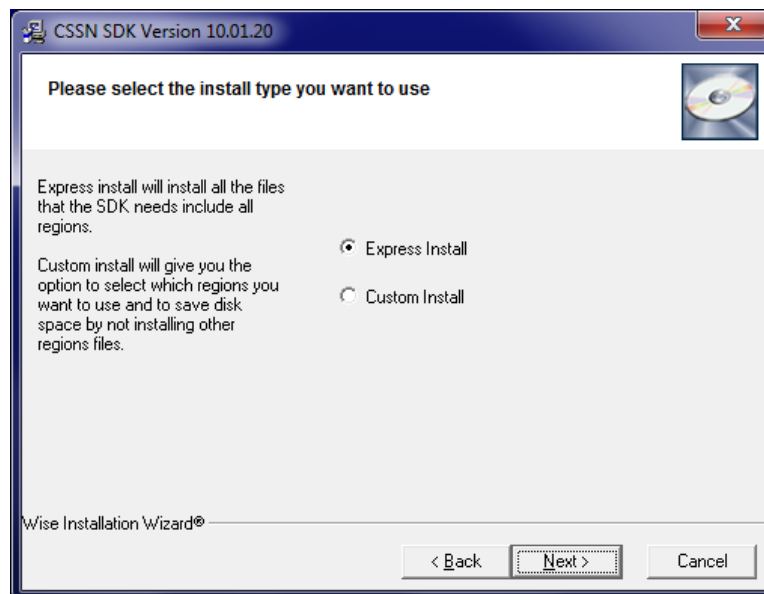 CSSN SDK Version 10.01.20
Please select the install type you want to use
Express install will install all the files
that the SDK needs include all
regions.
Express Install
Custom install will give you the
option to select which regions you
want to use and to save disk
space by not installing other
regions files.
Custom Install
Wise Installation Wizard®
< Back
Next >
Cancel